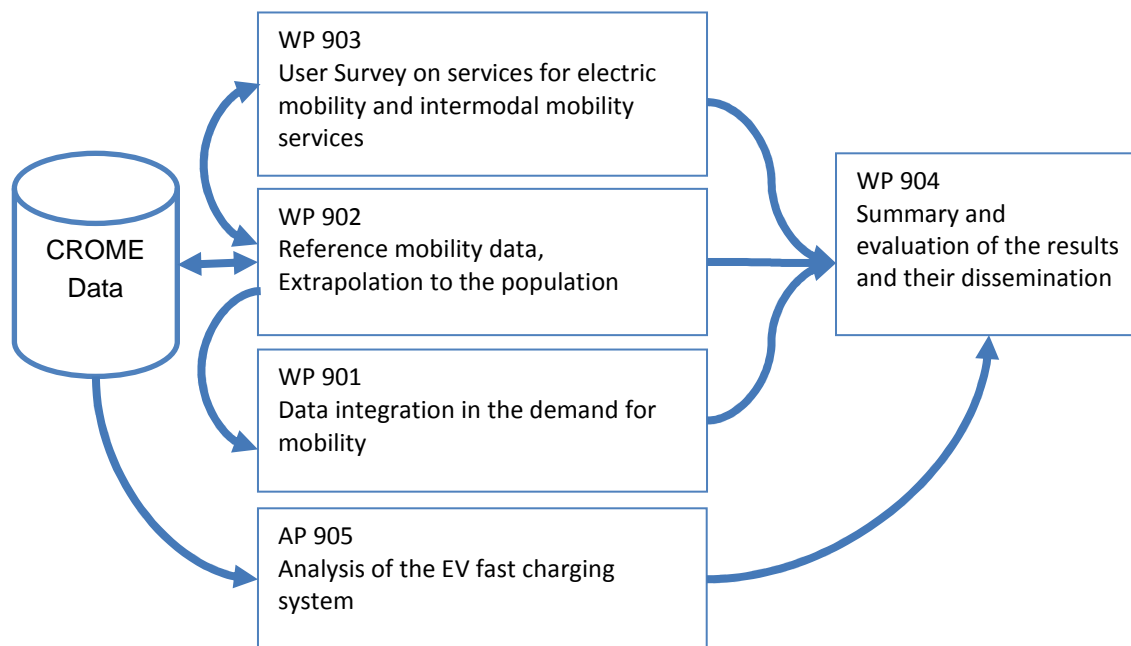 WP 903
User Survey on services for electric
mobility and intermodal mobility
services
CROME
Data
WP 902
Reference mobility data,
Extrapolation to the population
WP 901
Data integration in the demand for
mobility
AP 905
Analysis of the EV fast charging
system
WP 904
Summary and
evaluation of the results
and their dissemination